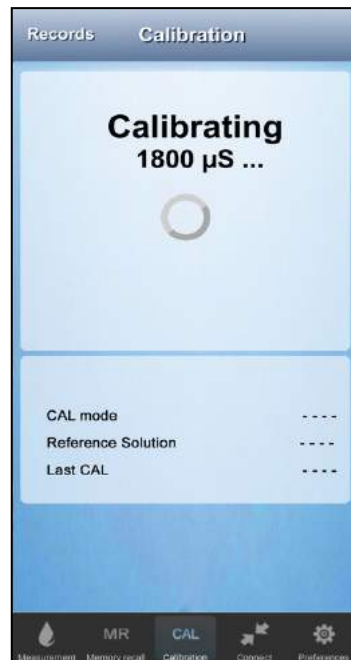 Records Calibration
Calibrating
1800 µS ...
CAL mode ----
Reference Solution ----
Last CAL ----
MR CAL
Measurement Memory recall Calibration Connect Preferences